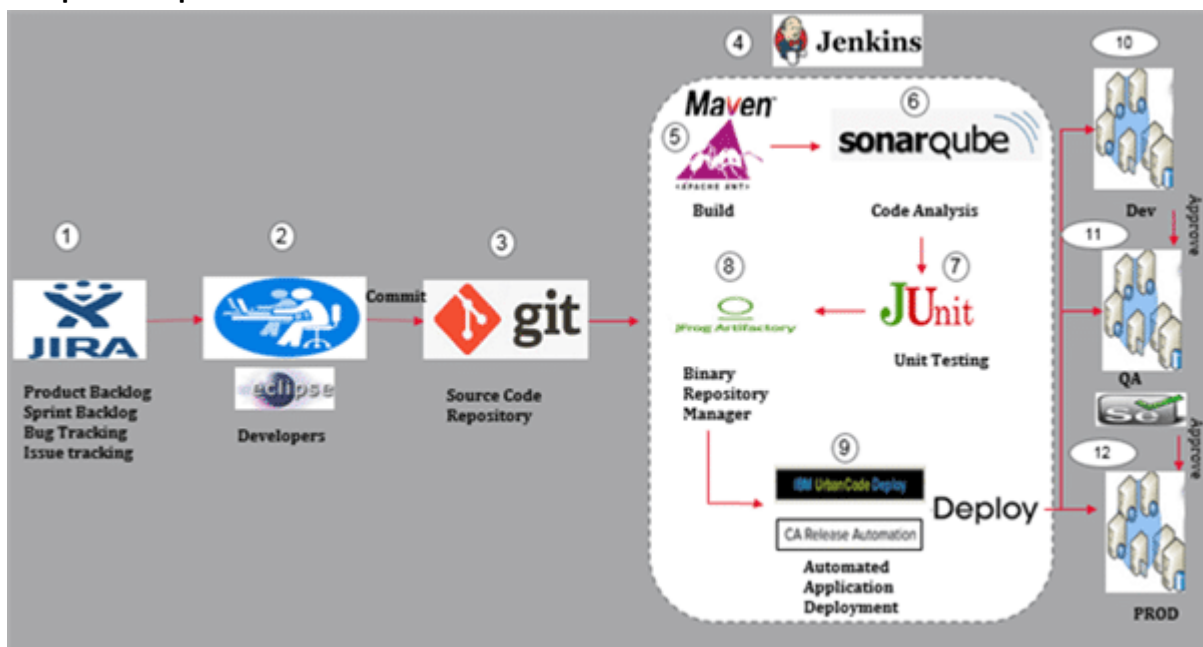 4
Jenkins
10
Maven
6
5
sonarqube
<APACHE ANT>
Build
Code Analysis
Dev
Approve
1
2
3
8
7
11
Commit
JIRA
git
JFrog Artifactory
JUnit
eclipse
Product Backlog
Sprint Backlog
Bug Tracking
Issue tracking
Developers
Source Code
Repository
Binary
Repository
Manager
Unit Testing
QA
Approve
9
12
IBM UrbanCode Deploy
Deploy
CA Release Automation
Automated
Application
Deployment
PROD